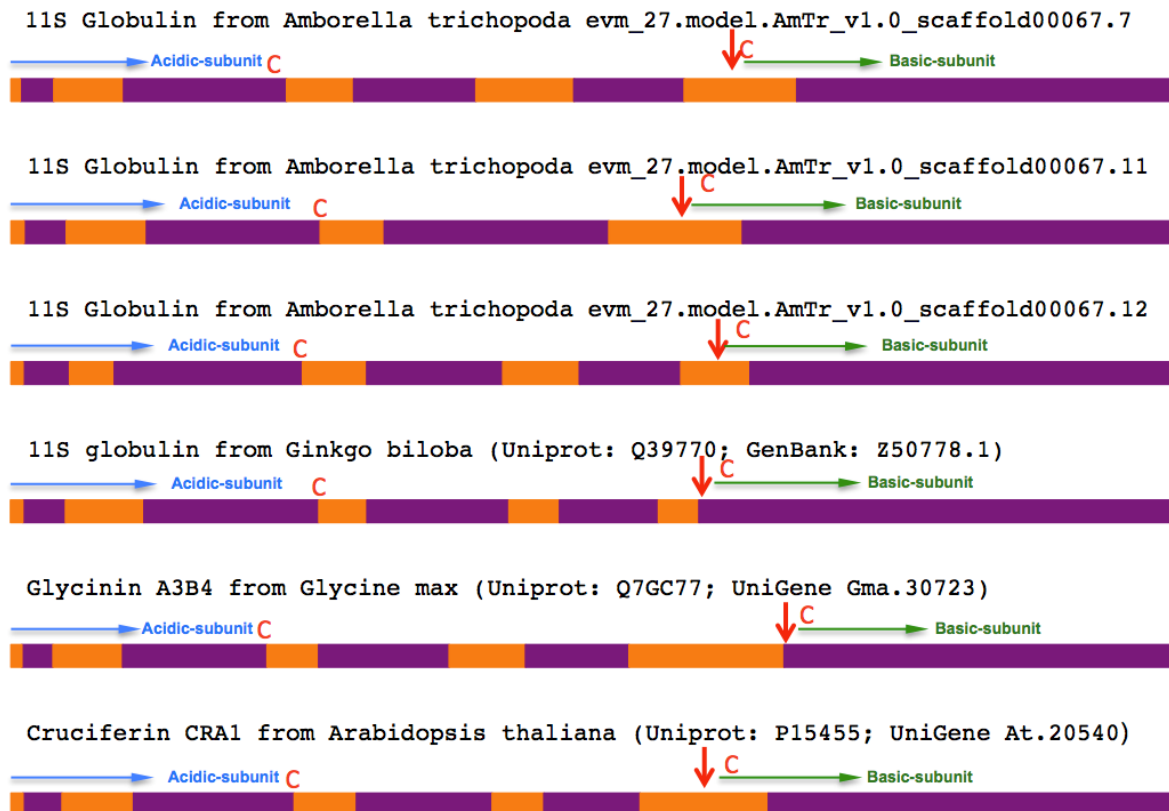 11S Globulin from Amborella trichopoda evm_27.model.AmTr_v1.0_scaffold00067.7
Acidic-subunit C C Basic-subunit
11S Globulin from Amborella trichopoda evm_27.model.AmTr_v1.0_scaffold00067.11
Acidic-subunit C C Basic-subunit
11S Globulin from Amborella trichopoda evm_27.model.AmTr_v1.0_scaffold00067.12
Acidic-subunit C C Basic-subunit
11S globulin from Ginkgo biloba (Uniprot: Q39770; GenBank: Z50778.1)
Acidic-subunit C C Basic-subunit
Glycinin A3B4 from Glycine max (Uniprot: Q7GC77; UniGene Gma.30723)
Acidic-subunit C C Basic-subunit
Cruciferin CRA1 from Arabidopsis thaliana (Uniprot: P15455; UniGene At.20540)
Acidic-subunit C C Basic-subunit